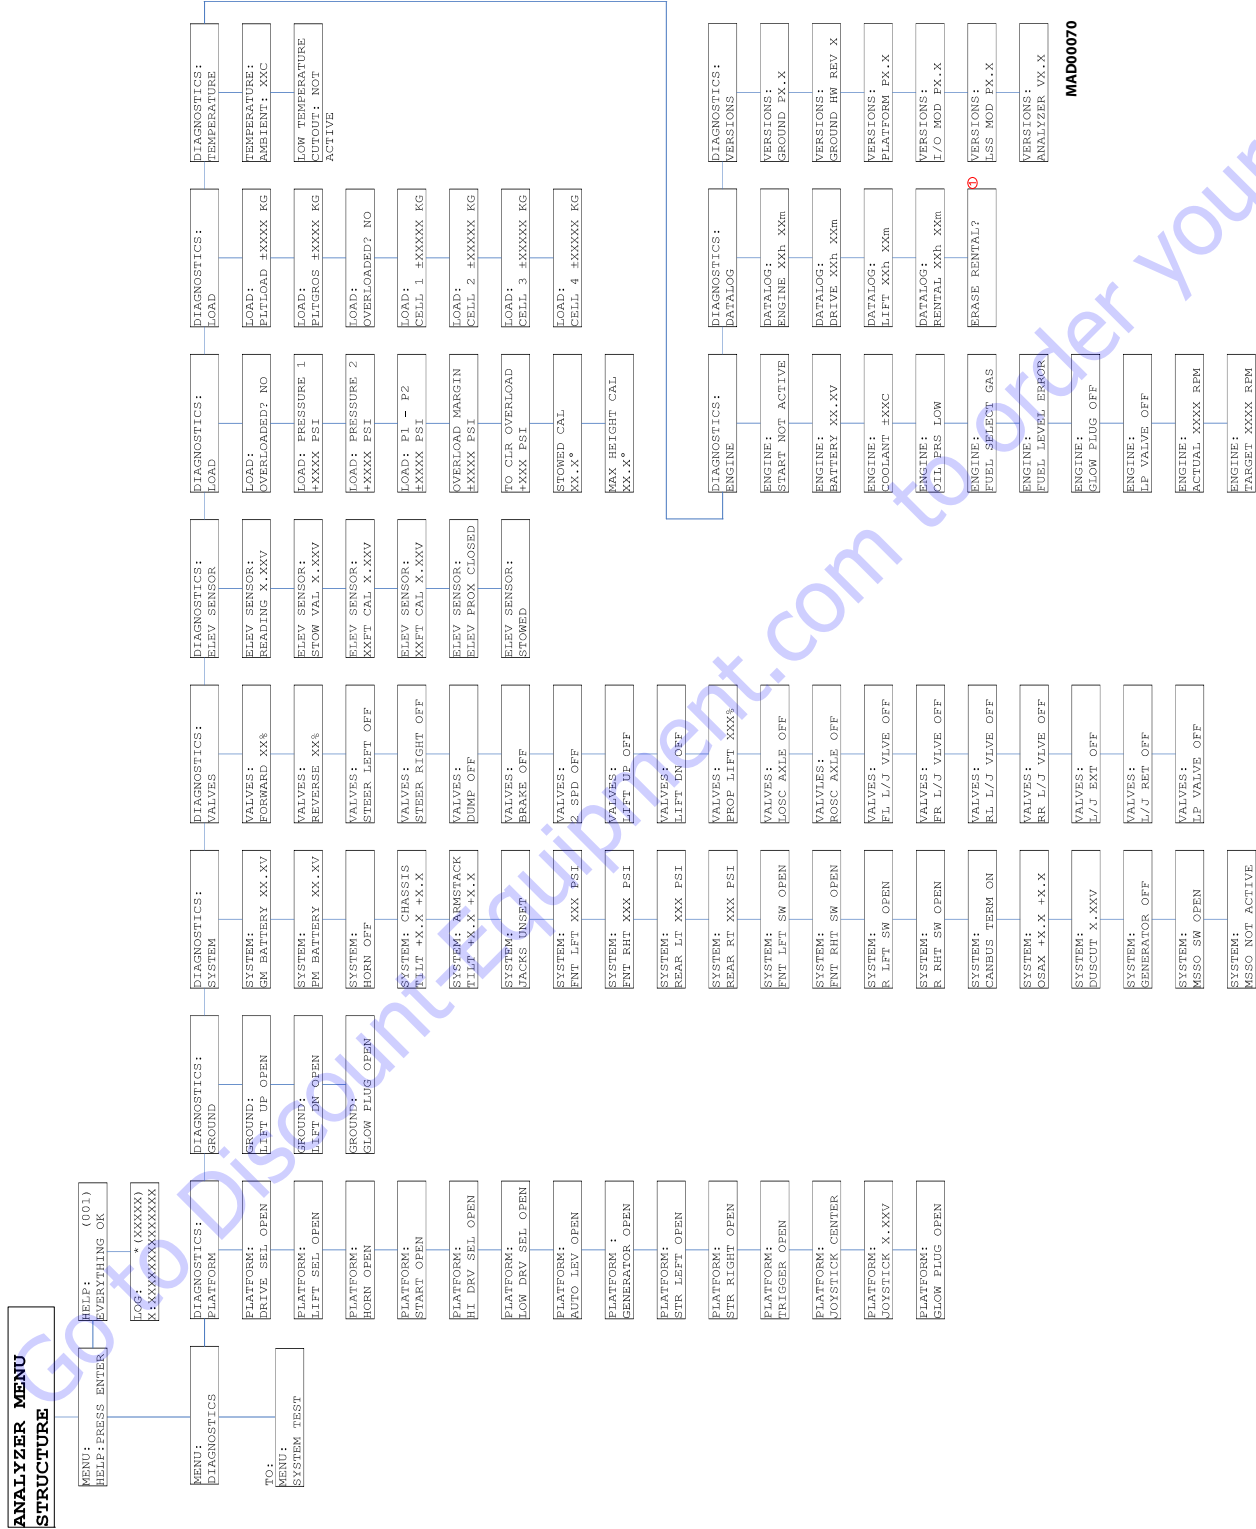 ANALYZER MENU
STRUCTURE
MENU:
HELP:PRESS ENTER
HELP: (001)
EVERYTHING OK
LOG: *(XXXXX)
X:XXXXXXXXXXXXXX
MENU:
DIAGNOSTICS
TO:
MENU:
SYSTEM TEST
DIAGNOSTICS:
PLATFORM
PLATFORM:
DRIVE SEL OPEN
PLATFORM:
LIFT SEL OPEN
PLATFORM:
HORN OPEN
PLATFORM:
START OPEN
PLATFORM:
HI DRV SEL OPEN
PLATFORM:
LOW DRV SEL OPEN
PLATFORM:
AUTO LEV OPEN
PLATFORM :
GENERATOR OPEN
PLATFORM:
STR LEFT OPEN
PLATFORM:
STR RIGHT OPEN
PLATFORM:
TRIGGER OPEN
PLATFORM:
JOYSTICK CENTER
PLATFORM:
JOYSTICK X.XXV
PLATFORM:
GLOW PLUG OPEN
DIAGNOSTICS:
GROUND
GROUND:
LIFT UP OPEN
GROUND:
LIFT DN OPEN
GROUND:
GLOW PLUG OPEN
DIAGNOSTICS:
SYSTEM
SYSTEM:
GM BATTERY XX.XV
SYSTEM:
PM BATTERY XX.XV
SYSTEM:
HORN OFF
SYSTEM: CHASSIS
TILT +X.X +X.X
SYSTEM: ARMSTACK
TILT +X.X +X.X
SYSTEM:
JACKS UNSET
SYSTEM:
FNT LFT XXX PSI
SYSTEM:
FNT RHT XXX PSI
SYSTEM:
REAR LT XXX PSI
SYSTEM:
REAR RT XXX PSI
SYSTEM:
FNT LFT SW OPEN
SYSTEM:
FNT RHT SW OPEN
SYSTEM:
R LFT SW OPEN
SYSTEM:
R RHT SW OPEN
SYSTEM:
CANBUS TERM ON
SYSTEM:
OSAX +X.X +X.X
SYSTEM:
DUSCUT X.XXV
SYSTEM:
GENERATOR OFF
SYSTEM:
MSSO SW OPEN
SYSTEM:
MSSO NOT ACTIVE
DIAGNOSTICS:
VALVES
VALVES:
FORWARD XX%
VALVES:
REVERSE XX%
VALVES:
STEER LEFT OFF
VALVES:
STEER RIGHT OFF
VALVES:
DUMP OFF
VALVES:
BRAKE OFF
VALVES:
2 SPD OFF
VALVES:
LIFT UP OFF
VALVES:
LIFT DN OFF
VALVES:
PROP LIFT XXX%
VALVES:
LOSC AXLE OFF
VALVLES:
ROSC AXLE OFF
VALVES:
FL L/J VLVE OFF
VALVES:
FR L/J VLVE OFF
VALVES:
RL L/J VLVE OFF
VALVES:
RR L/J VLVE OFF
VALVES:
L/J EXT OFF
VALVES:
L/J RET OFF
VALVES:
LP VALVE OFF
DIAGNOSTICS:
ELEV SENSOR
ELEV SENSOR:
READING X.XXV
ELEV SENSOR:
STOW VAL X.XXV
ELEV SENSOR:
XXFT CAL X.XXV
ELEV SENSOR:
XXFT CAL X.XXV
ELEV SENSOR:
ELEV PROX CLOSED
ELEV SENSOR:
STOWED
DIAGNOSTICS:
LOAD
LOAD:
OVERLOADED? NO
LOAD: PRESSURE 1
+XXXX PSI
LOAD: PRESSURE 2
+XXXX PSI
LOAD: P1 - P2
±XXXX PSI
OVERLOAD MARGIN
±XXXX PSI
TO CLR OVERLOAD
+XXX PSI
STOWED CAL
XX.X°
MAX HEIGHT CAL
XX.X°
DIAGNOSTICS:
LOAD
LOAD:
PLTLOAD ±XXXXX KG
LOAD:
PLTGROS ±XXXX KG
LOAD:
OVERLOADED? NO
LOAD:
CELL 1 ±XXXXX KG
LOAD:
CELL 2 ±XXXXX KG
LOAD:
CELL 3 ±XXXXX KG
LOAD:
CELL 4 ±XXXXX KG
DIAGNOSTICS:
TEMPERATURE
TEMPERATURE:
AMBIENT: XXC
LOW TEMPERATURE
CUTOUT: NOT
ACTIVE
DIAGNOSTICS:
ENGINE
ENGINE:
START NOT ACTIVE
ENGINE:
BATTERY XX.XV
ENGINE:
COOLANT ±XXC
ENGINE:
OIL PRS LOW
ENGINE:
FUEL SELECT GAS
ENGINE:
FUEL LEVEL ERROR
ENGINE:
GLOW PLUG OFF
ENGINE:
LP VALVE OFF
ENGINE:
ACTUAL XXXX RPM
ENGINE:
TARGET XXXX RPM
DIAGNOSTICS:
DATALOG
DATALOG:
ENGINE XXh XXm
DATALOG:
DRIVE XXh XXm
DATALOG:
LIFT XXh XXm
DATALOG:
RENTAL XXh XXm
ERASE RENTAL?
1
DIAGNOSTICS:
VERSIONS
VERSIONS:
GROUND PX.X
VERSIONS:
GROUND HW REV X
VERSIONS:
PLATFORM PX.X
VERSIONS:
I/O MOD PX.X
VERSIONS:
LSS MOD PX.X
VERSIONS:
ANALYZER VX.X
MAD00070
Go to Discount-Equipment.com to order your